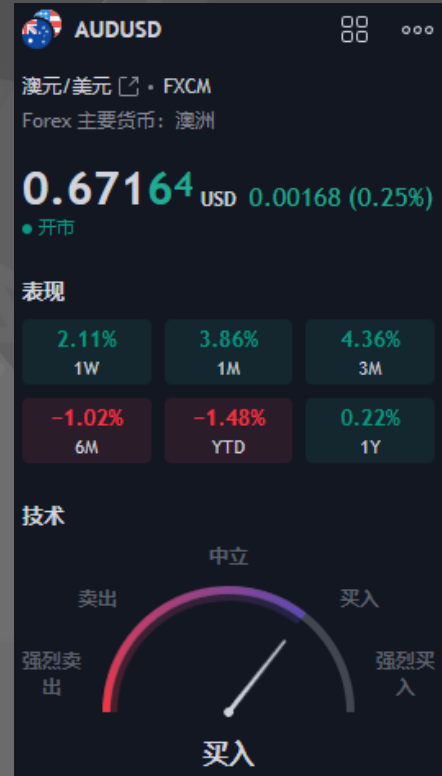 AUDUSD
澳元/美元 • FXCM
Forex 主要货币：澳洲
0.67164 USD 0.00168 (0.25%)
开市
表现
2.11% 3.86% 4.36%
1W 1M 3M
−1.02% −1.48% 0.22%
6M YTD 1Y
技术
中立
卖出 买入
强烈卖出 强烈买入
买入